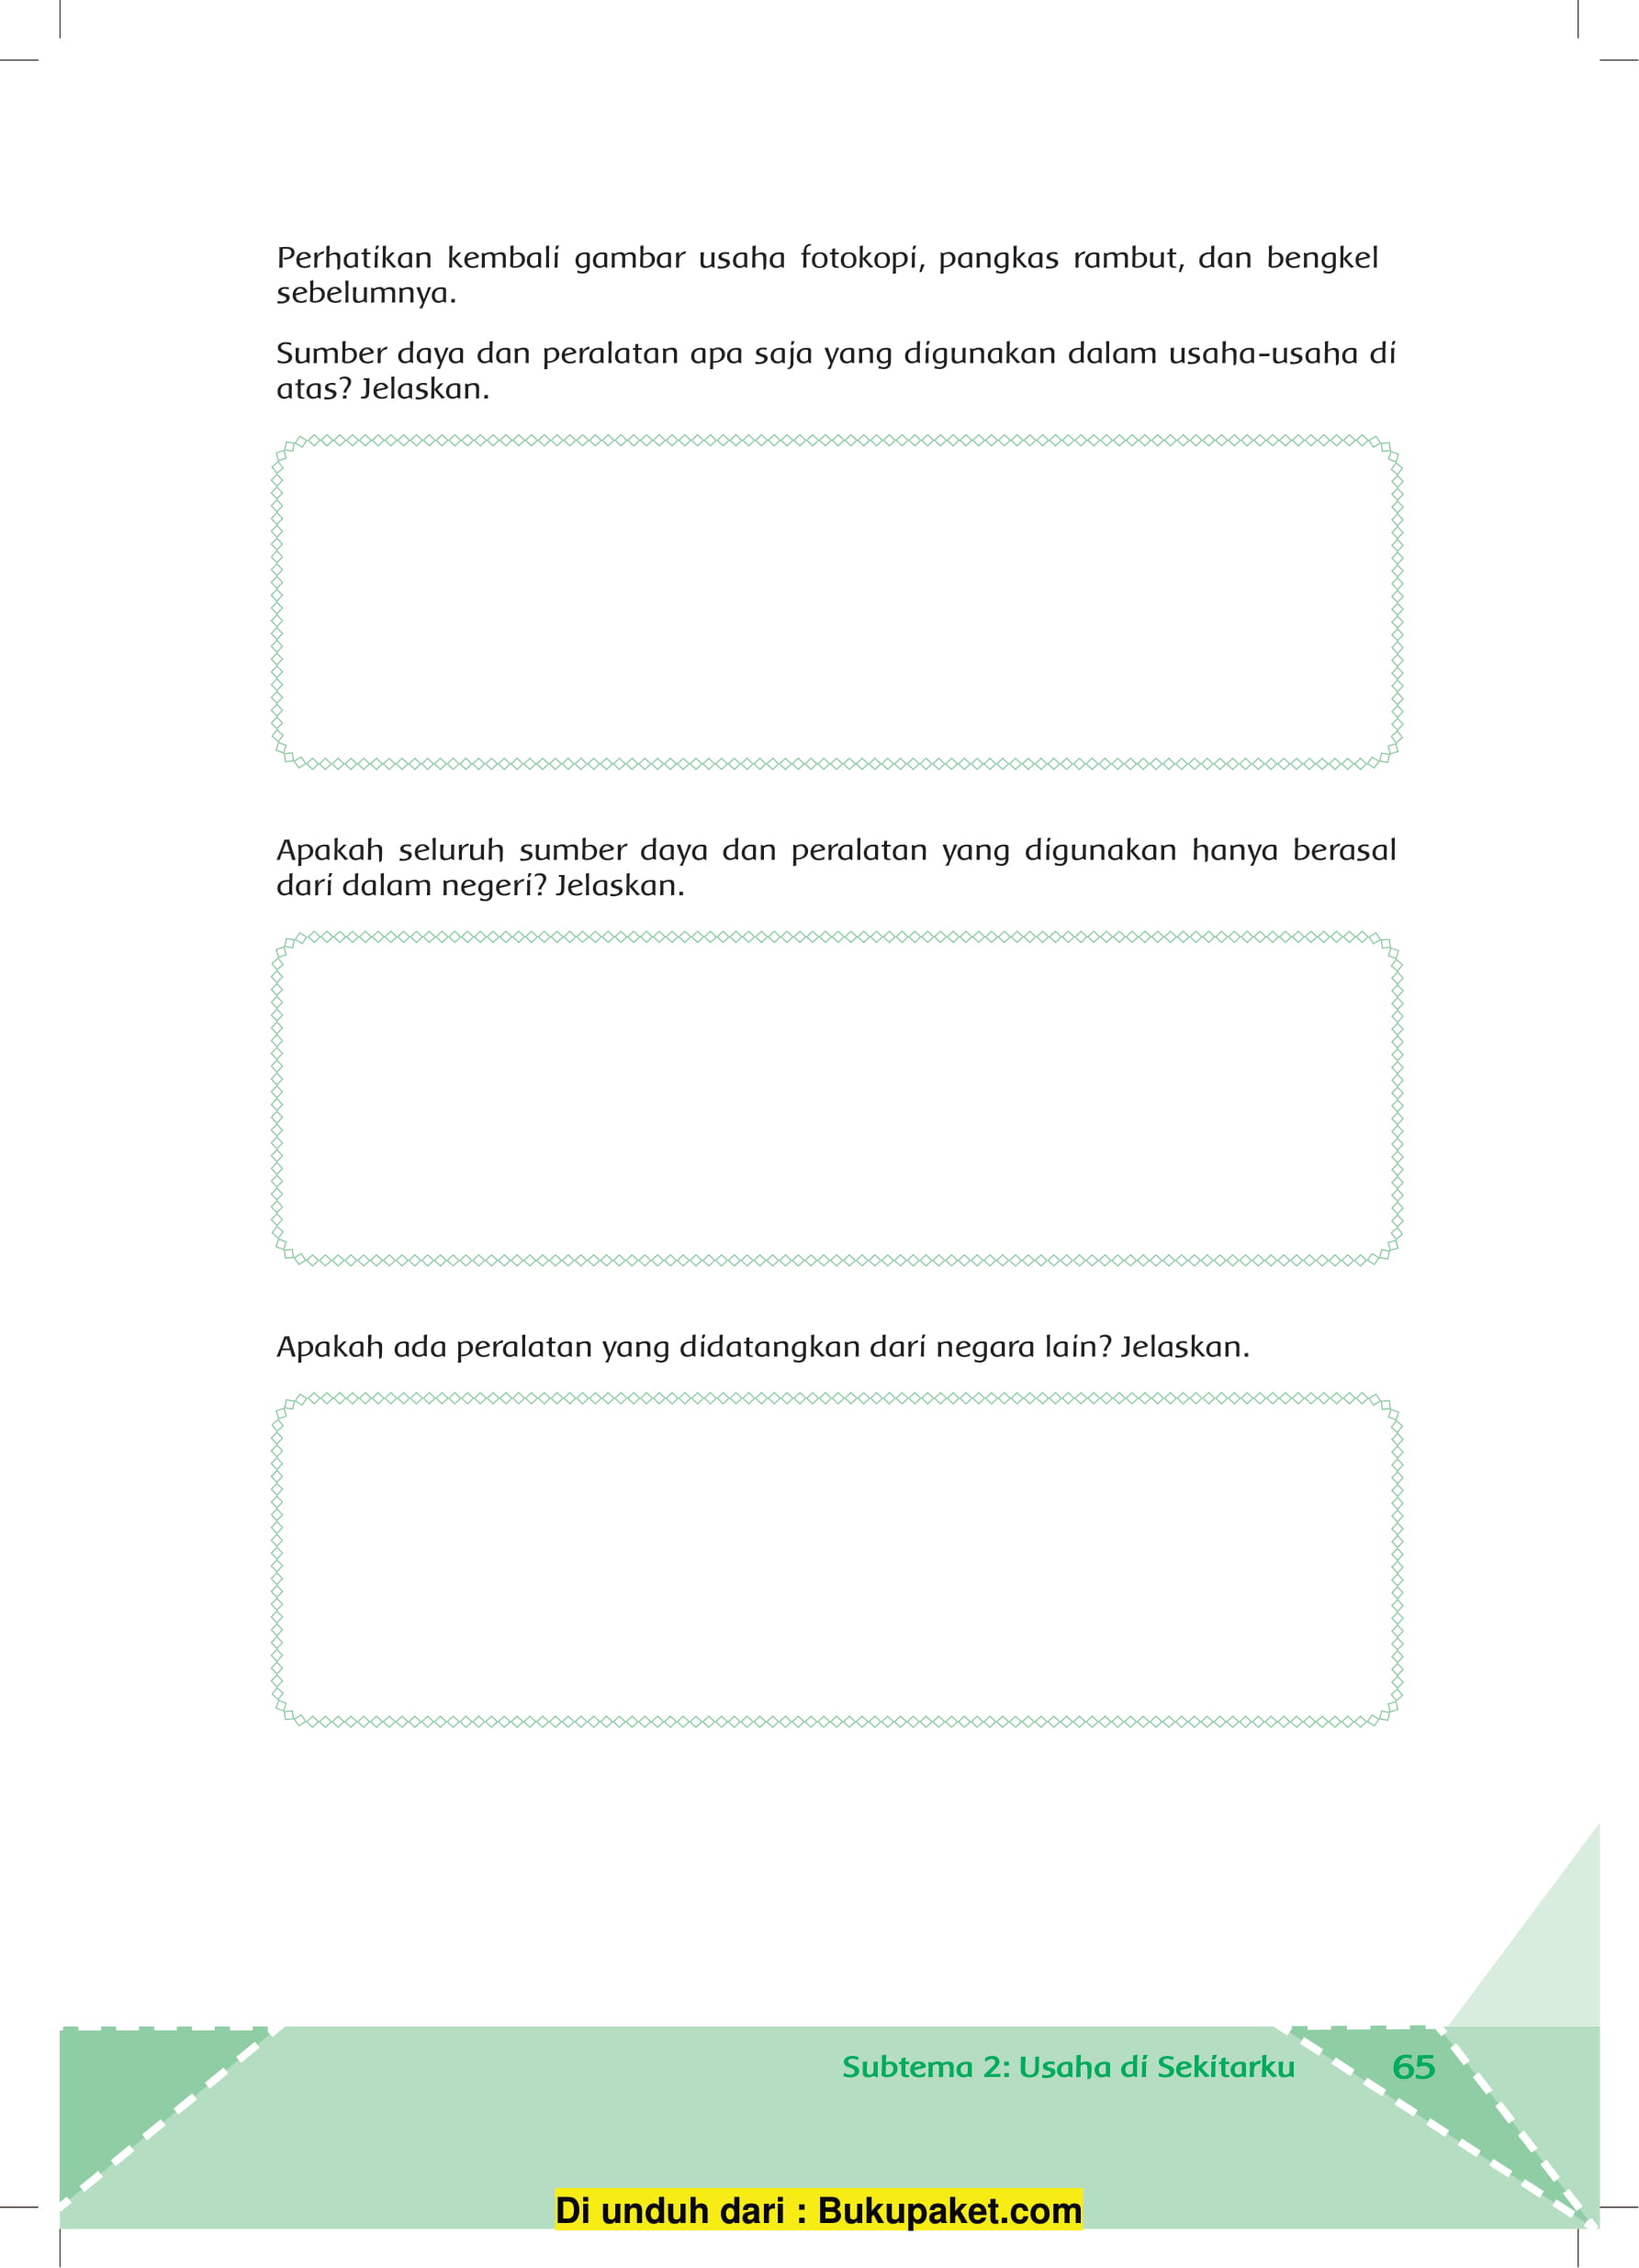 Perhatikan kembali gambar usaha fotokopi, pangkas rambut, dan bengkel
sebelumnya.
Sumber daya dan peralatan apa saja yang digunakan dalam usaha-usaha di
atas? Jelaskan.
Apakah seluruh sumber daya dan peralatan yang digunakan hanya berasal
dari dalam negeri? Jelaskan.
Apakah ada peralatan yang didatangkan dari negara lain? Jelaskan.
Subtema 2: Usaha di Sekitarku 65
Di unduh dari : Bukupaket.com